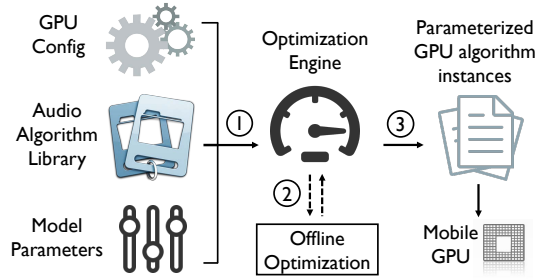 GPU
Config
Audio
Algorithm
Library
Model
Parameters
①
Optimization
Engine
②
Offline
Optimization
③
Parameterized
GPU algorithm
instances
Mobile
GPU